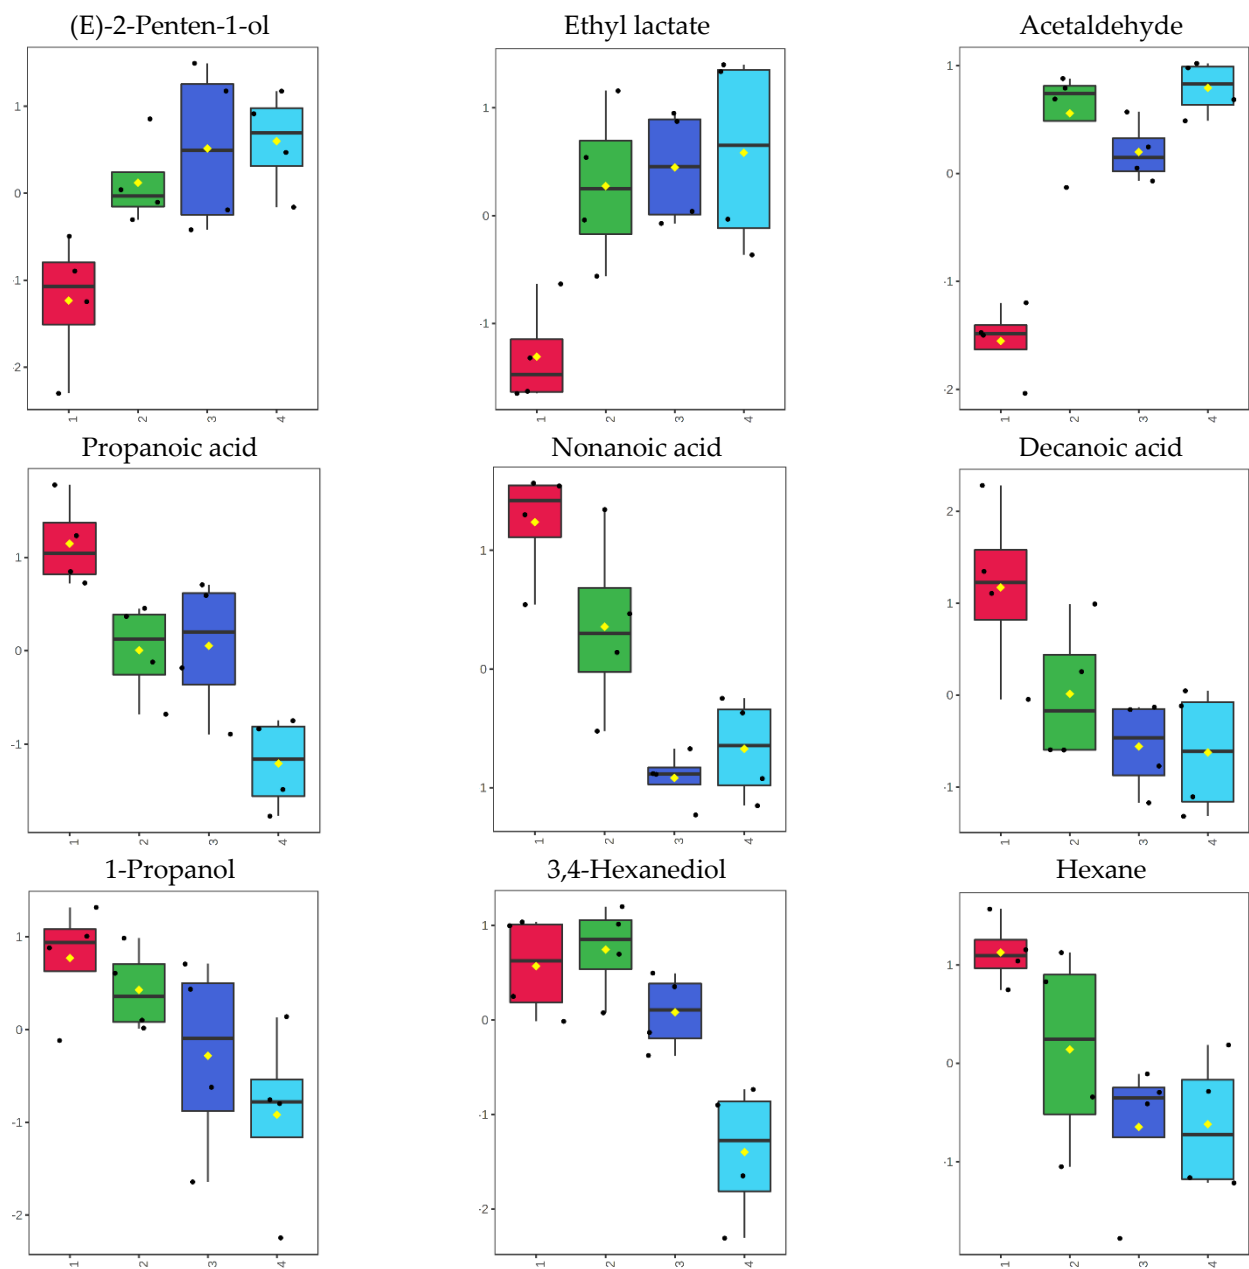 (E)-2-Penten-1-ol
1
0
-1
-2
1 2 3 4
Ethyl lactate
1
0
-1
1 2 3 4
Acetaldehyde
1
0
-1
-2
1 2 3 4
Propanoic acid
1
0
-1
1 2 3 4
Nonanoic acid
1
0
1
1 2 3 4
Decanoic acid
2
1
0
-1
1 2 3 4
1-Propanol
1
0
-1
-2
1 2 3 4
3,4-Hexanediol
1
0
-1
-2
1 2 3 4
Hexane
1
0
-1
1 2 3 4